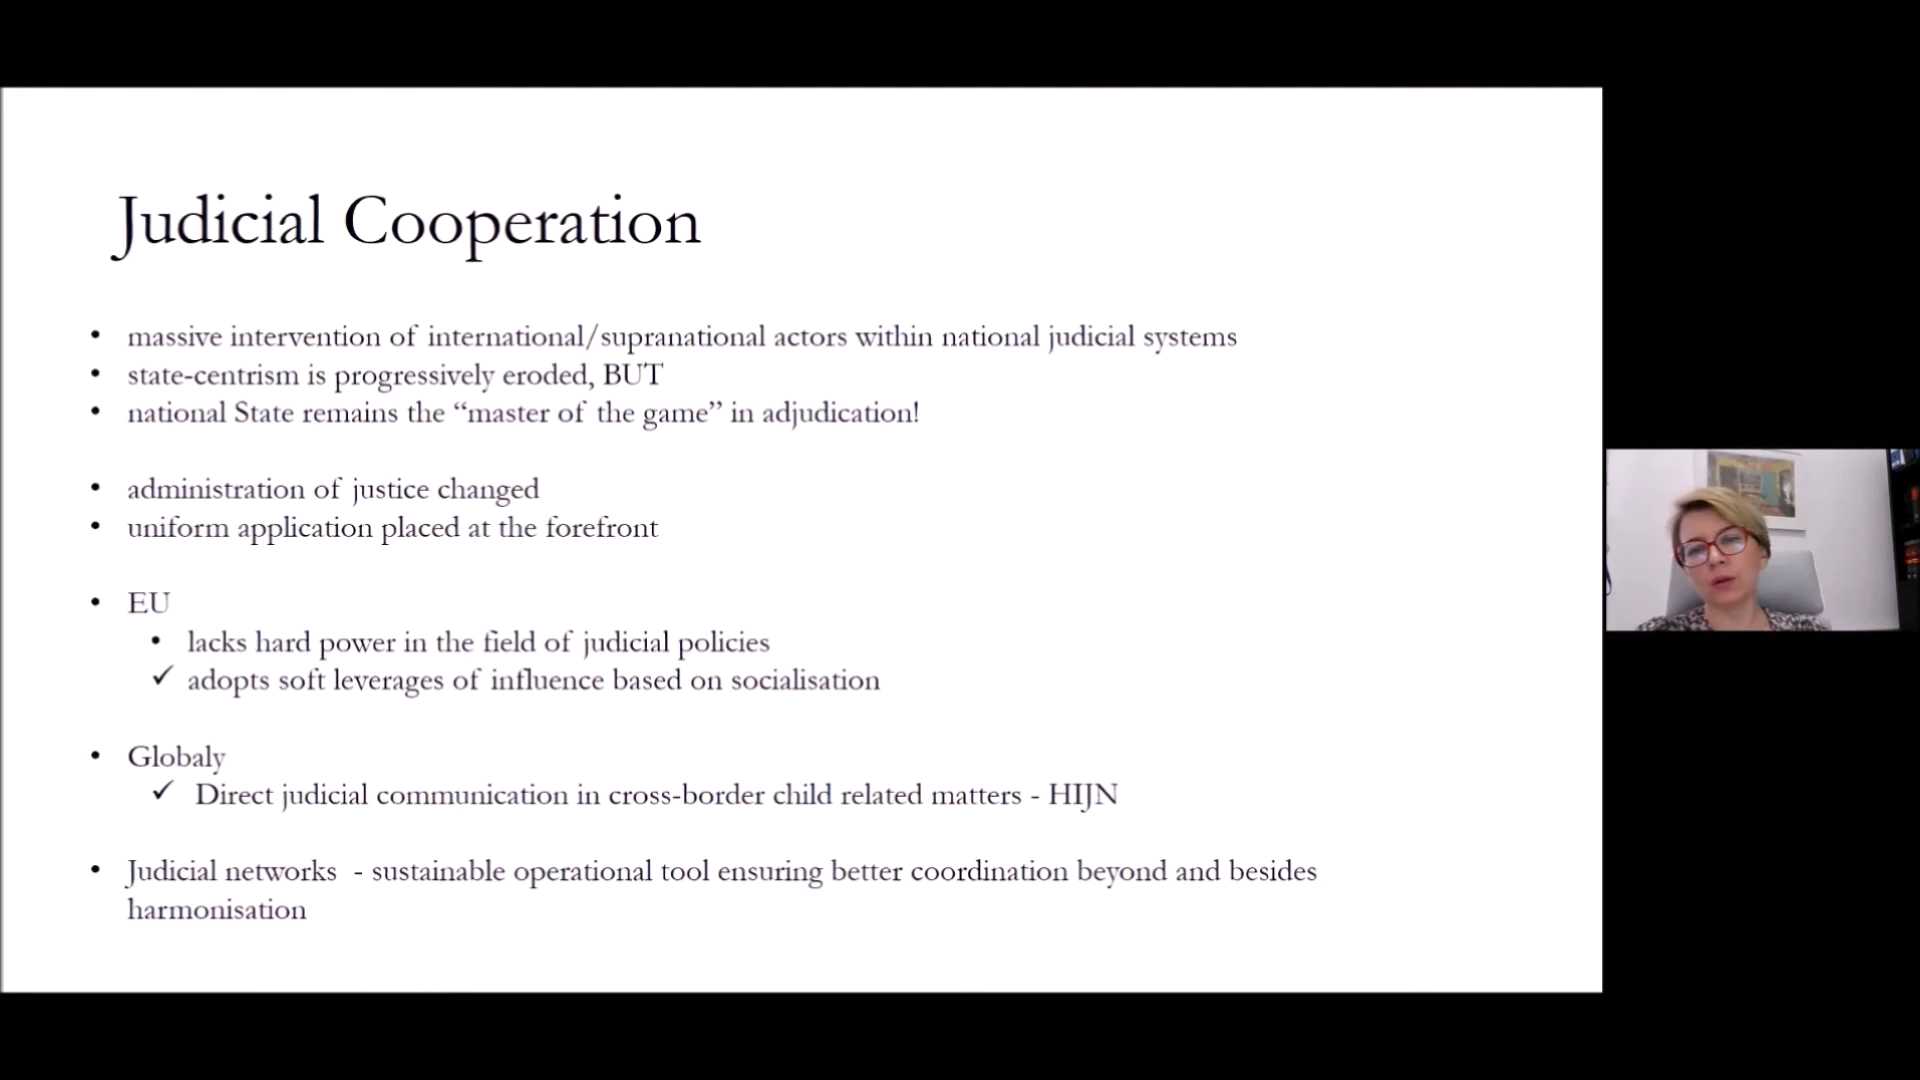 Judicial Cooperation
• massive intervention of international/supranational actors within national judicial systems
• state-centrism is progressively eroded, BUT
• national State remains the “master of the game” in adjudication!
• administration of justice changed
• uniform application placed at the forefront
• EU
• lacks hard power in the field of judicial policies
✓ adopts soft leverages of influence based on socialisation
• Globaly
✓ Direct judicial communication in cross-border child related matters - HIJN
• Judicial networks - sustainable operational tool ensuring better coordination beyond and besides
harmonisation